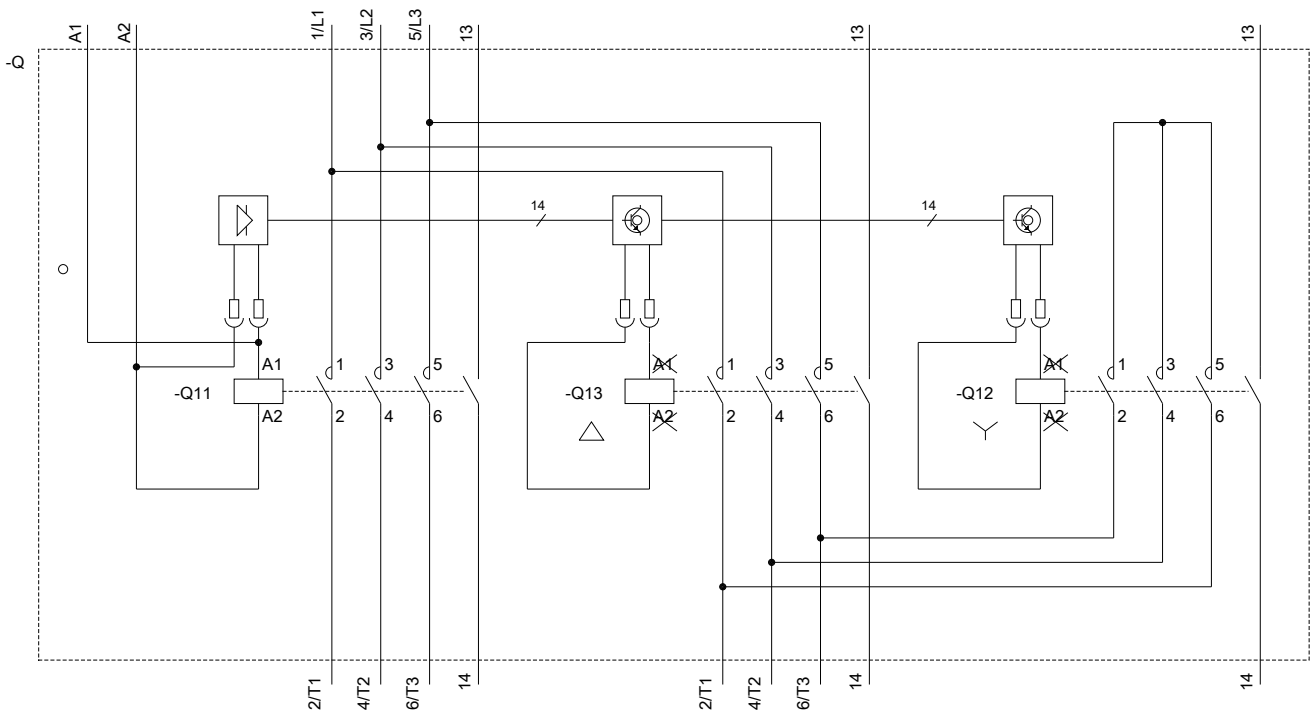 A1 A2 1/L1 3/L2 5/L3 13 13 13
-Q
14 14
A1 1 3 5 A1 1 3 5 A1 1 3 5
-Q11 -Q13 -Q12
A2 2 4 6 A2 2 4 6 A2 2 4 6
2/T1 4/T2 6/T3 14 2/T1 4/T2 6/T3 14 14